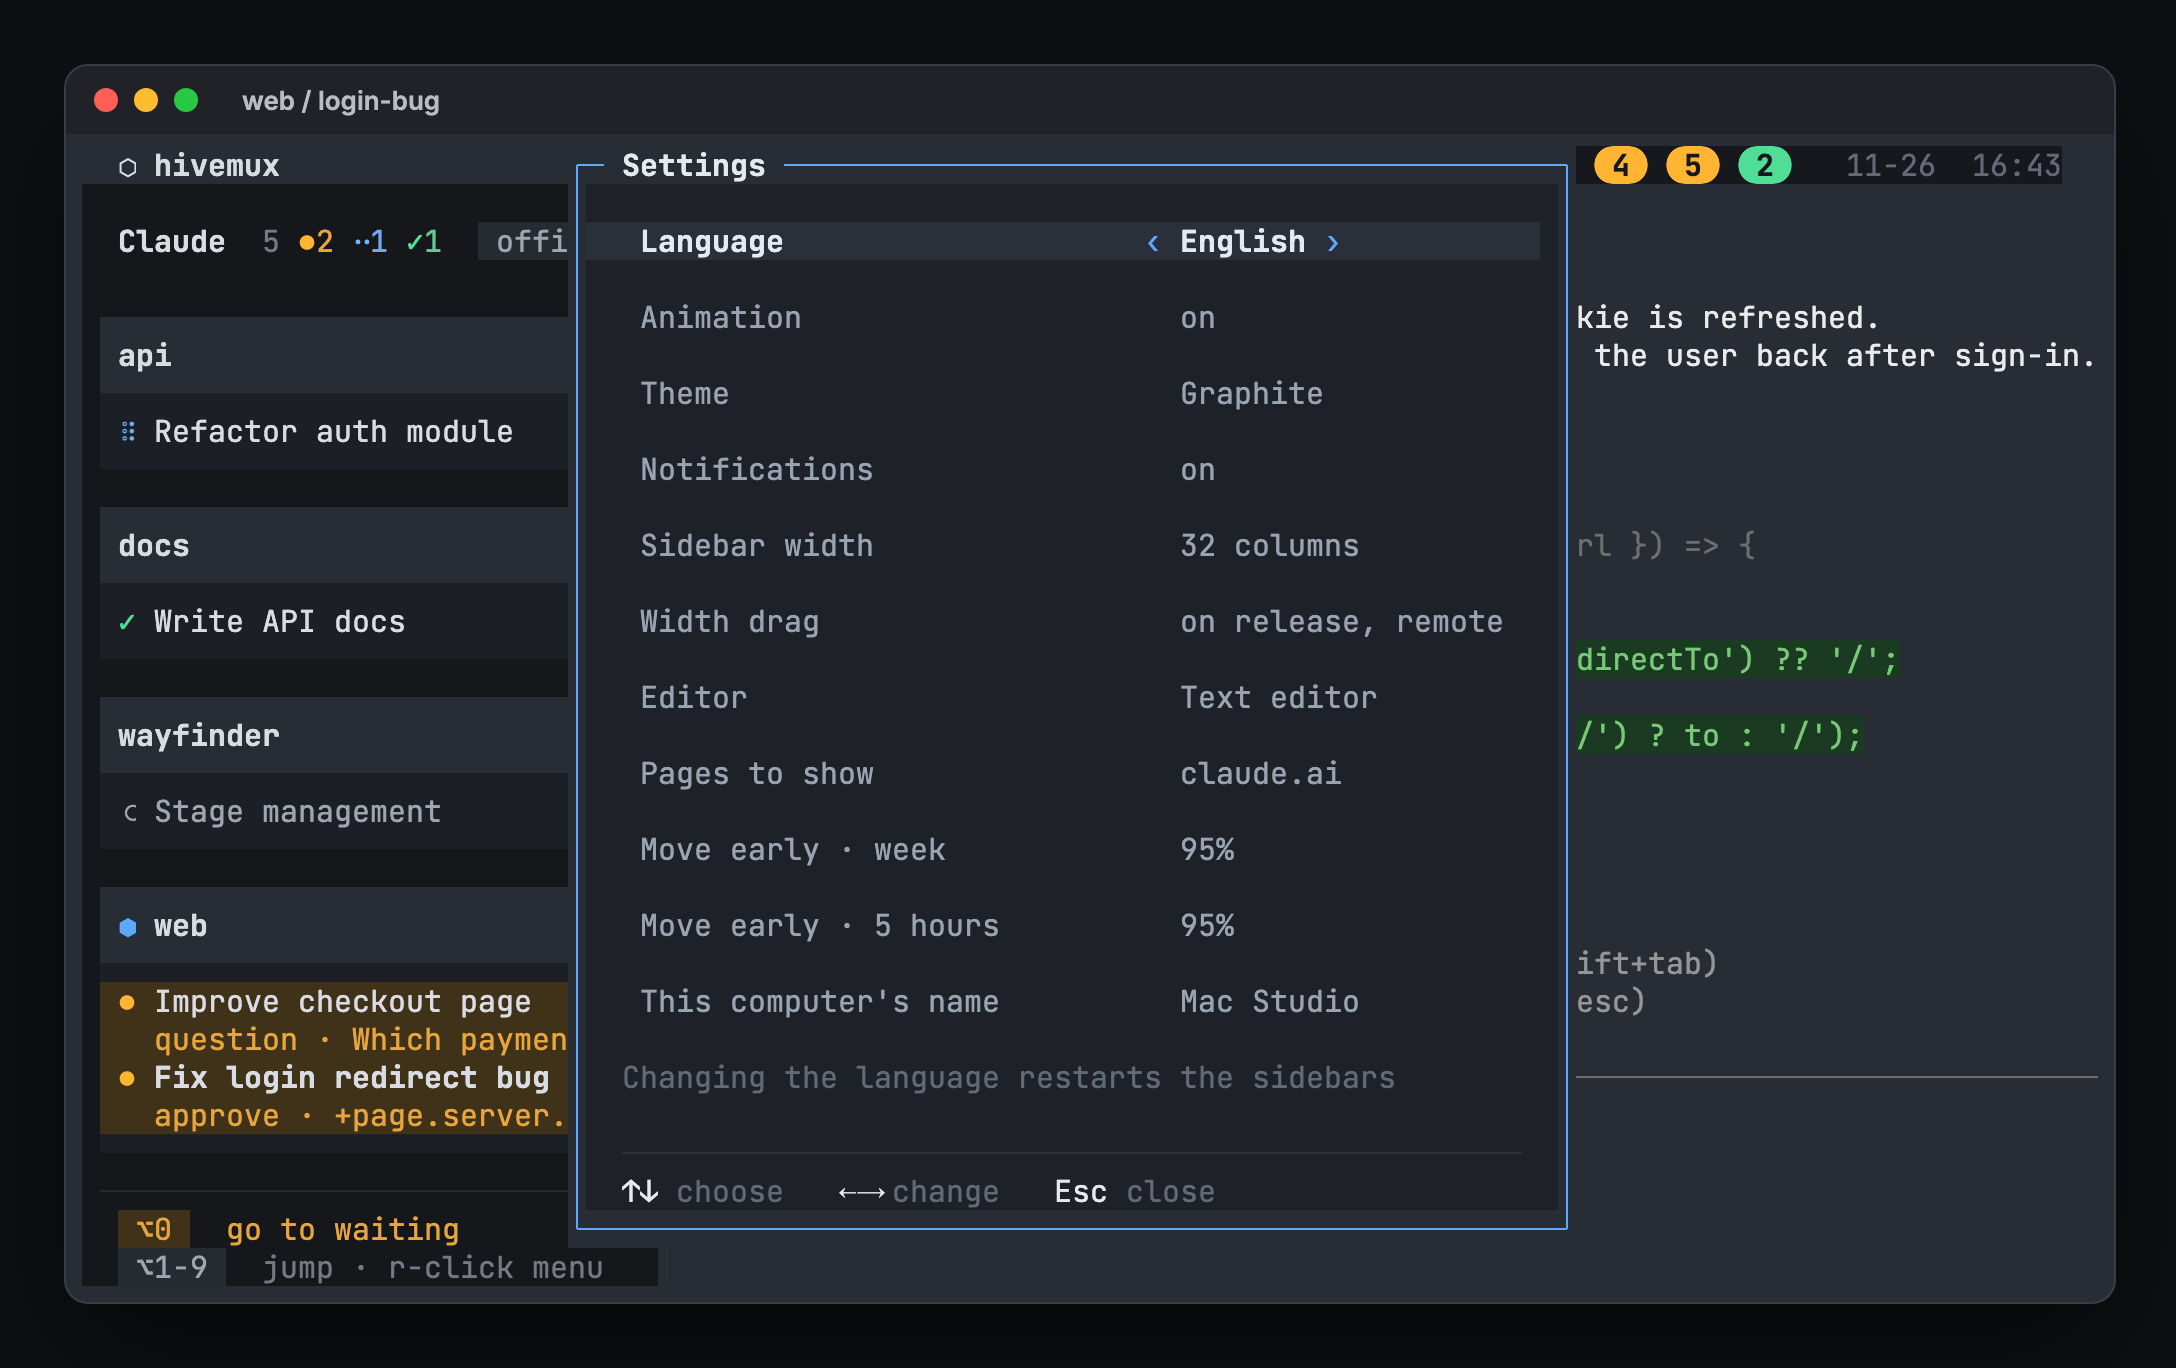 web / login-bug
hivemux
4 5 2 11-26 16:43
Claude 5 ●2 ··1 ✓1 offi
api
Refactor auth module
docs
✓ Write API docs
wayfinder
Stage management
web
● Improve checkout page
question · Which paymen
● Fix login redirect bug
approve · +page.server.
⌥0 go to waiting
⌥1-9 jump · r-click menu
Settings
Language ‹ English ›
Animation on
Theme Graphite
Notifications on
Sidebar width 32 columns
Width drag on release, remote
Editor Text editor
Pages to show claude.ai
Move early · week 95%
Move early · 5 hours 95%
This computer's name Mac Studio
Changing the language restarts the sidebars
↑↓ choose ←→ change Esc close
kie is refreshed.
the user back after sign-in.
rl }) => {
directTo') ?? '/';
/') ? to : '/');
ift+tab)
esc)